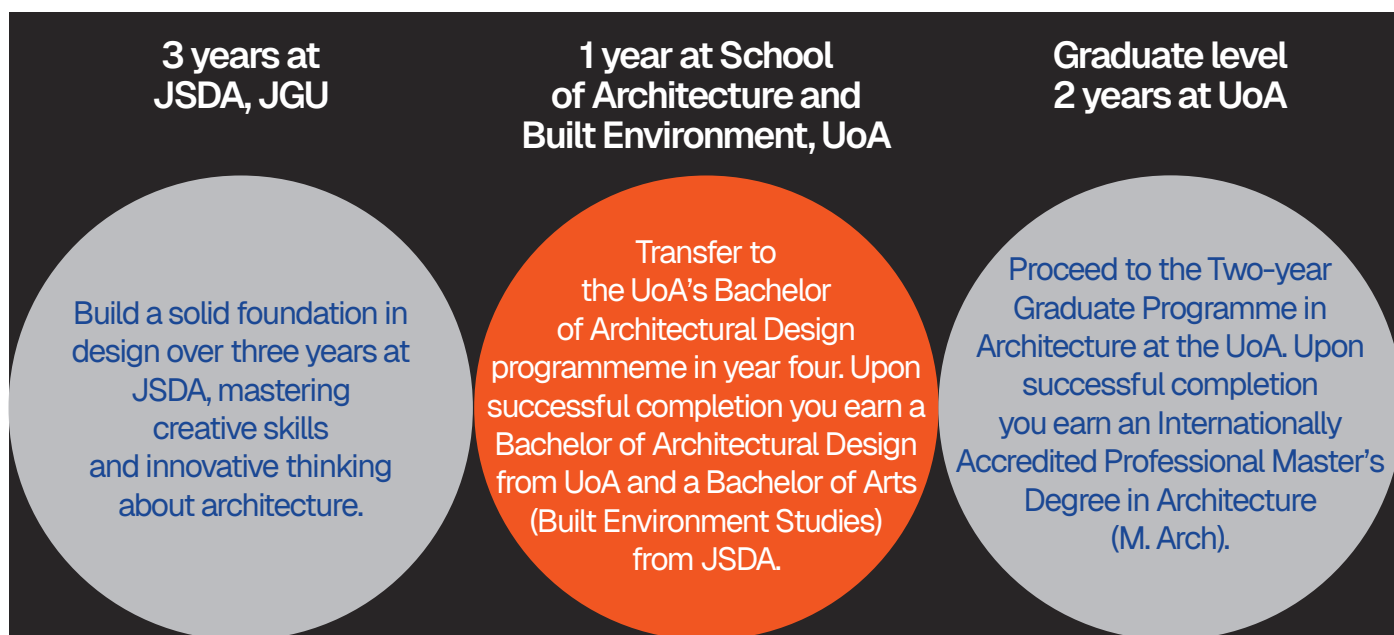 3 years at
JSDA, JGU
Build a solid foundation in
design over three years at
JSDA, mastering
creative skills
and innovative thinking
about architecture.
1 year at School
of Architecture and
Built Environment, UoA
Transfer to
the UoA’s Bachelor
of Architectural Design
programmeme in year four. Upon
successful completion you earn a
Bachelor of Architectural Design
from UoA and a Bachelor of Arts
(Built Environment Studies)
from JSDA.
Graduate level
2 years at UoA
Proceed to the Two-year
Graduate Programme in
Architecture at the UoA. Upon
successful completion
you earn an Internationally
Accredited Professional Master’s
Degree in Architecture
(M. Arch).